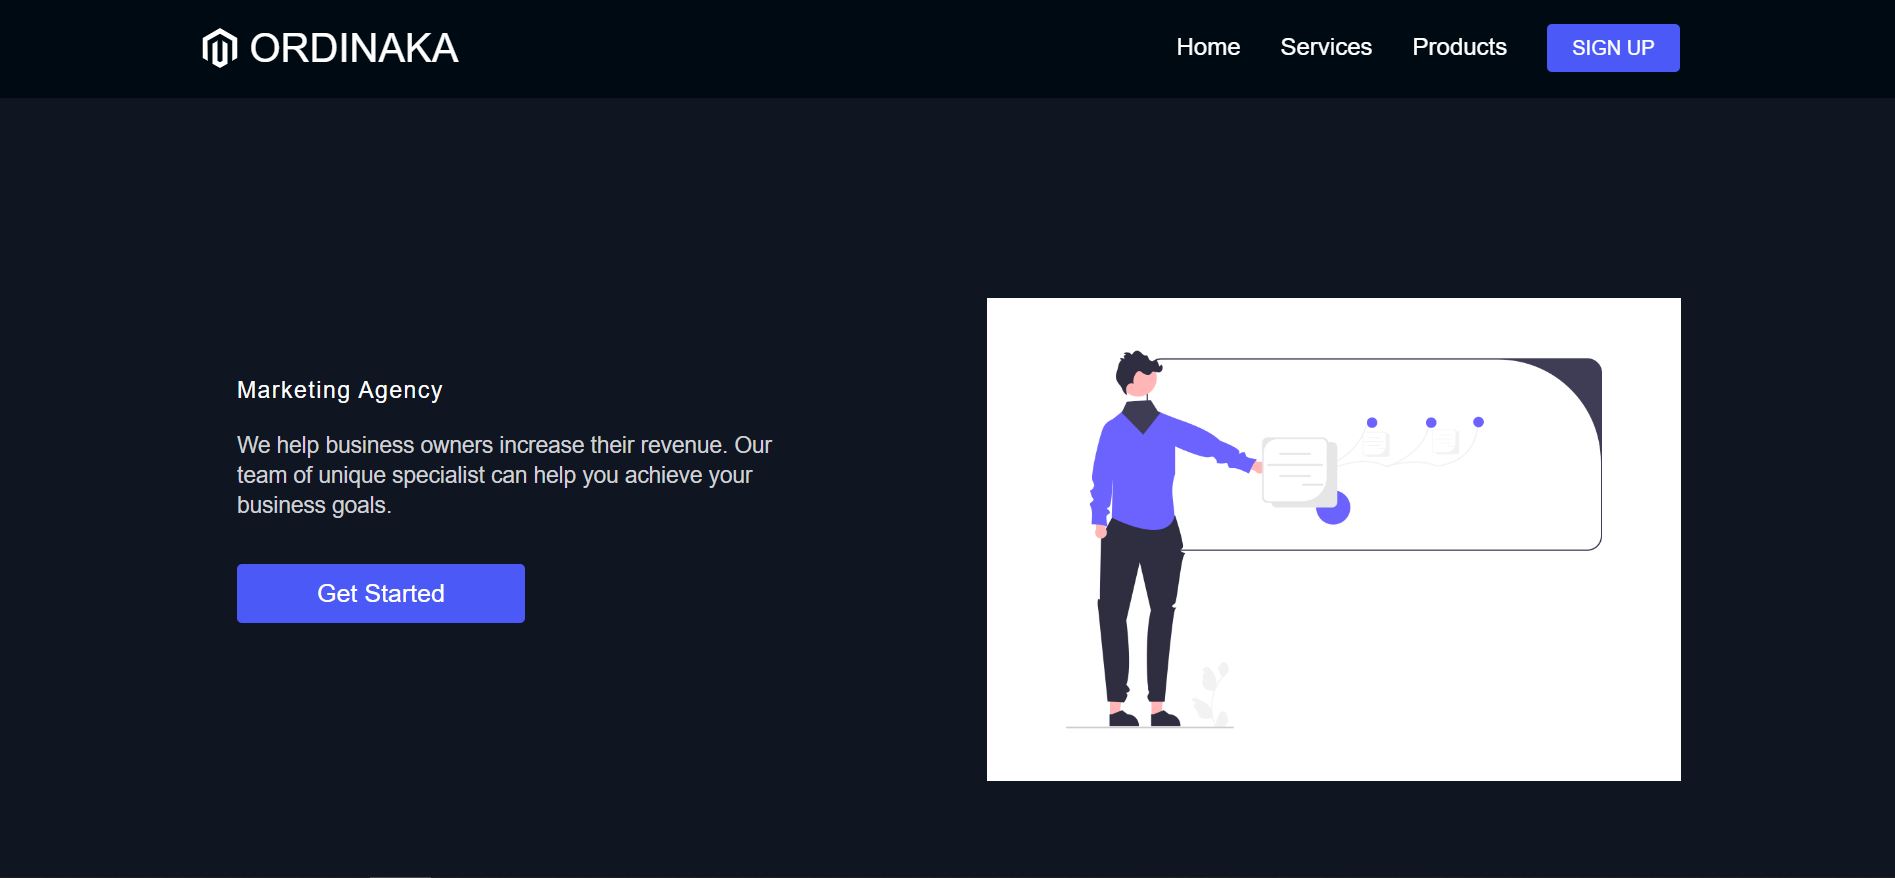 ORDINAKA
Home
Services
Products
SIGN UP
Marketing Agency
We help business owners increase their revenue. Our
team of unique specialist can help you achieve your
business goals.
Get Started